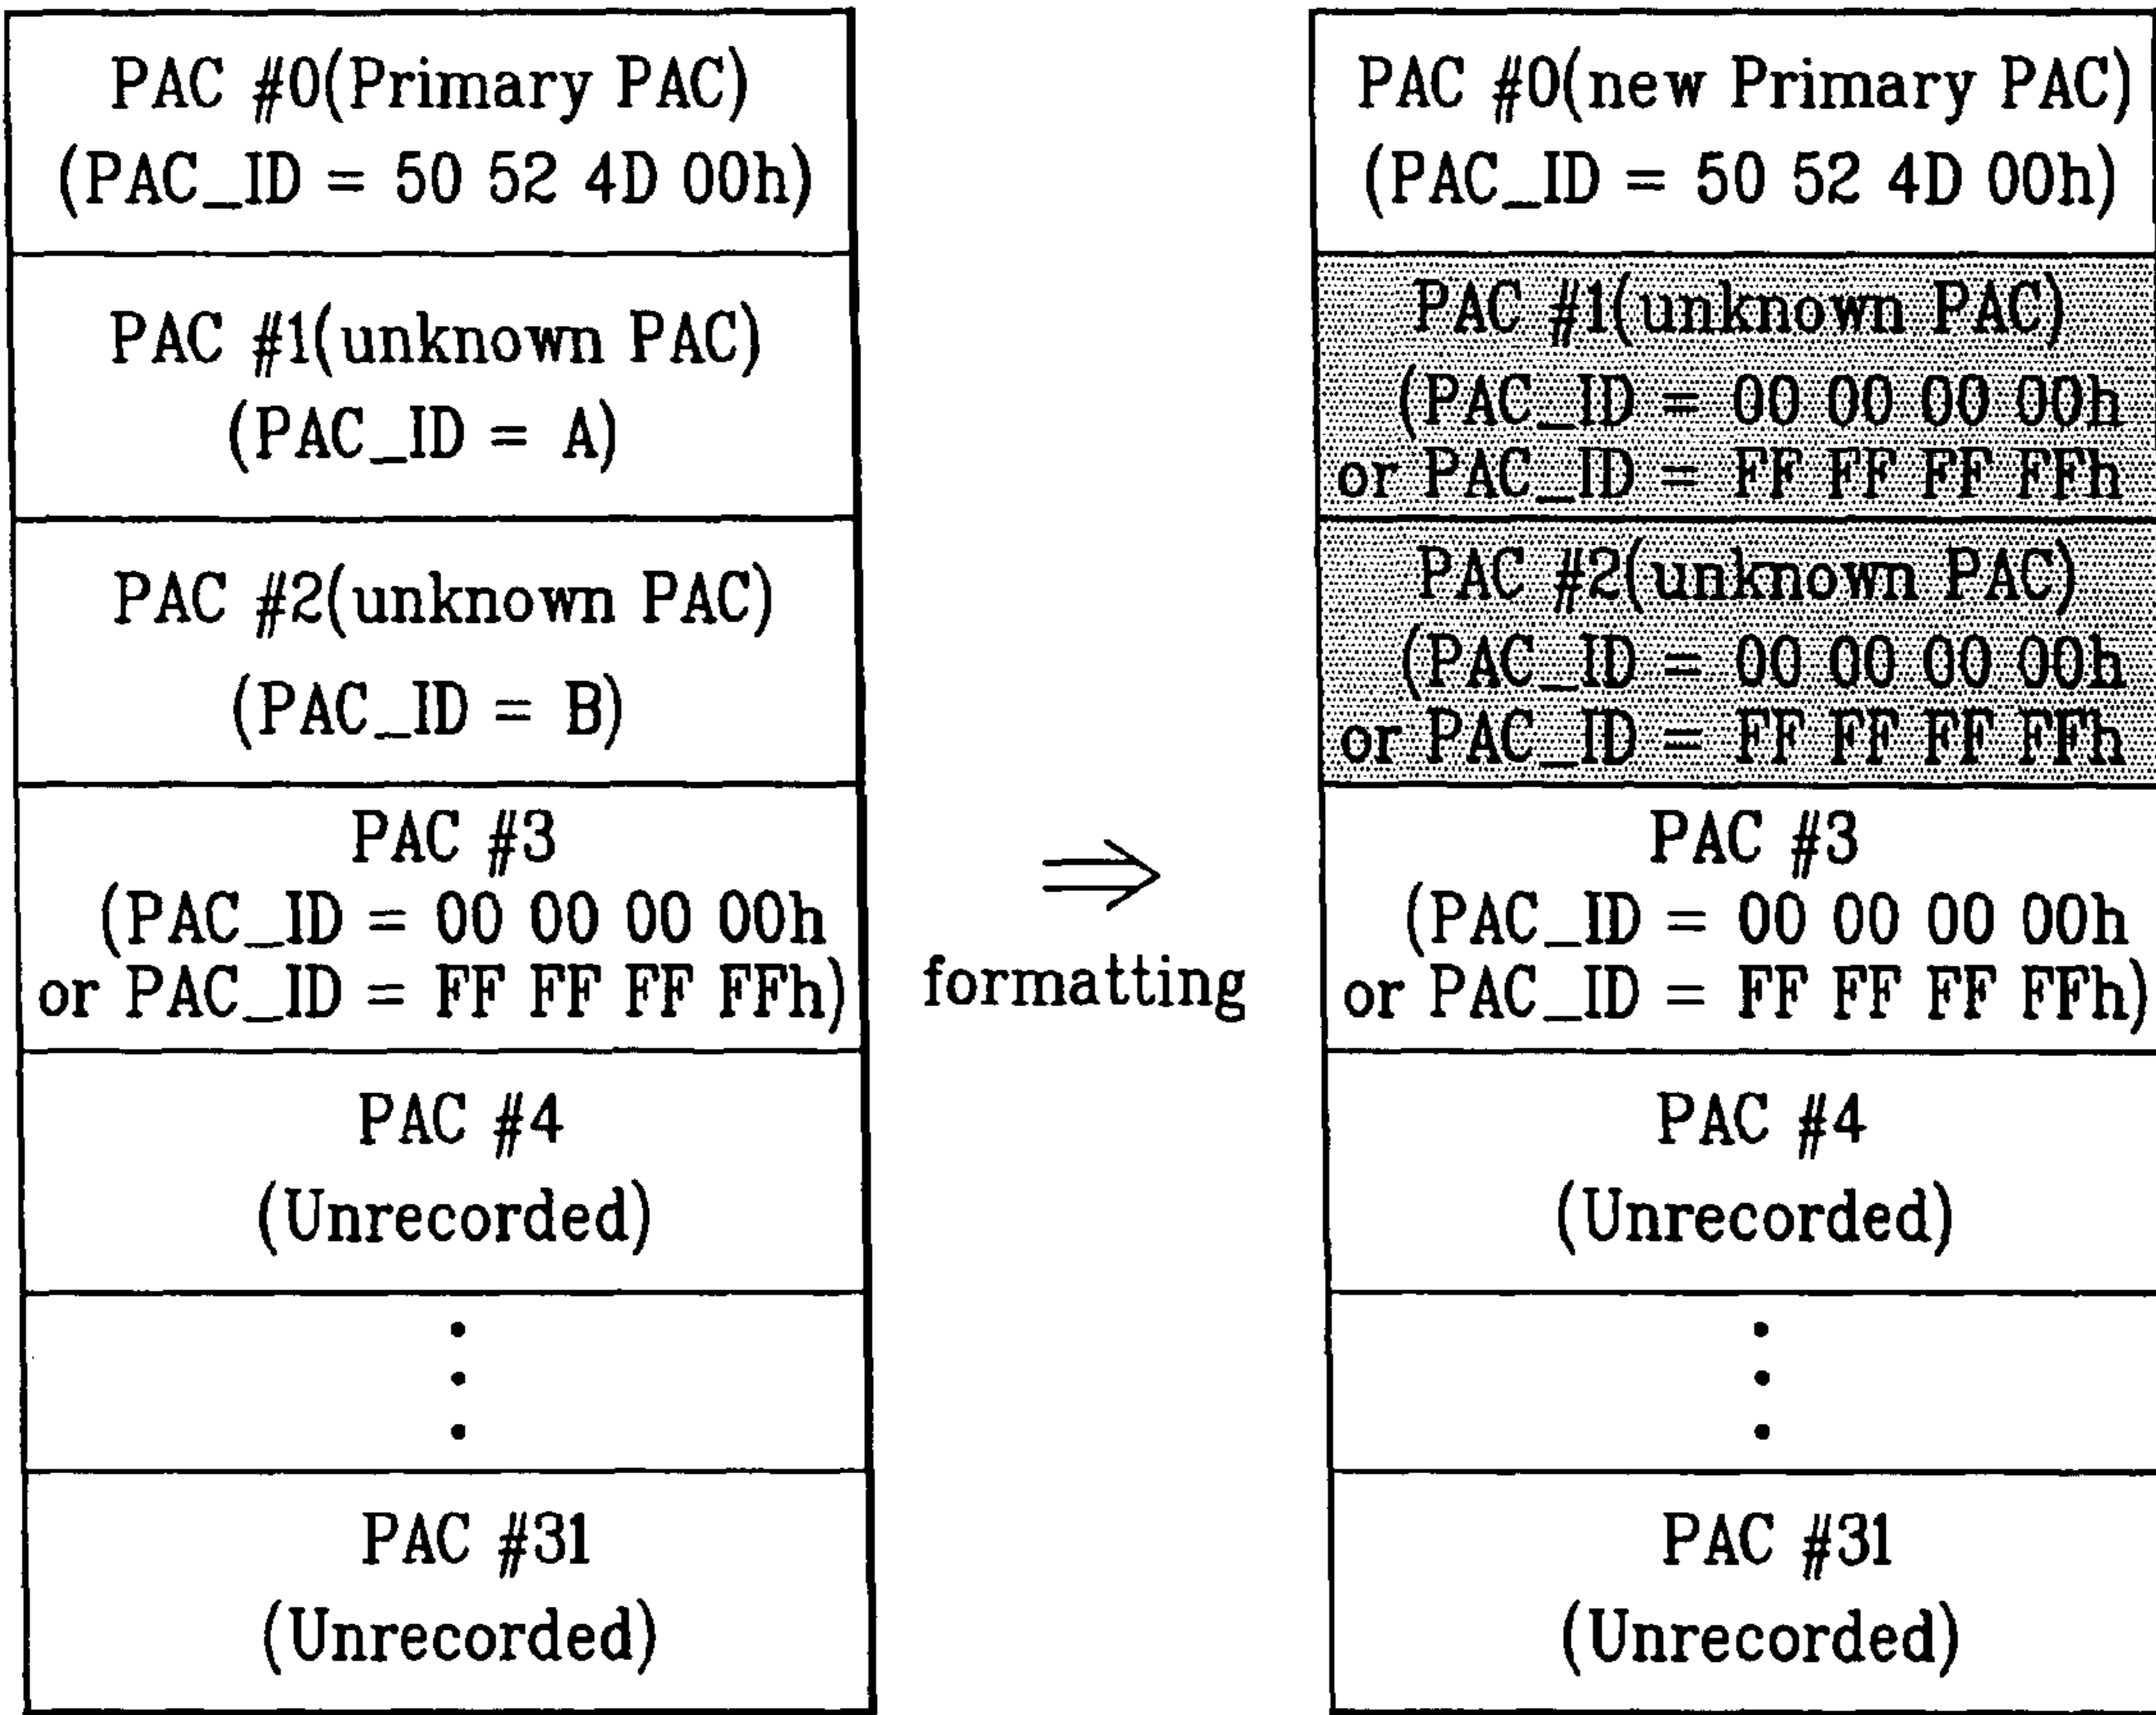 PAC #0(Primary PAC)
(PAC_ID = 50 52 4D 00h)
PAC #1(unknown PAC)
(PAC_ID = A)
PAC #2(unknown PAC)
(PAC_ID = B)
PAC #3
(PAC_ID = 00 00 00 00h
or PAC_ID = FF FF FF FFh)
PAC #4
(Unrecorded)
PAC #31
(Unrecorded)
⇒
formatting
PAC #0(new Primary PAC)
(PAC_ID = 50 52 4D 00h)
PAC #1(unknown PAC)
(PAC_ID = 00 00 00 00h
or PAC_ID = FF FF FF FFh
PAC #2(unknown PAC)
(PAC_ID = 00 00 00 00h
or PAC_ID = FF FF FF FFh
PAC #3
(PAC_ID = 00 00 00 00h
or PAC_ID = FF FF FF FFh)
PAC #4
(Unrecorded)
PAC #31
(Unrecorded)